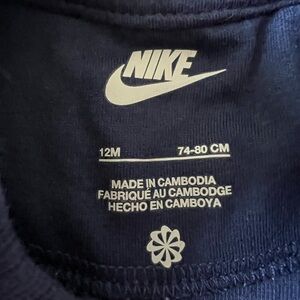 NIKE
12M 74-80 CM
MADE IN CAMBODIA
FABRIQUÉ AU CAMBODGE
HECHO EN CAMBOYA